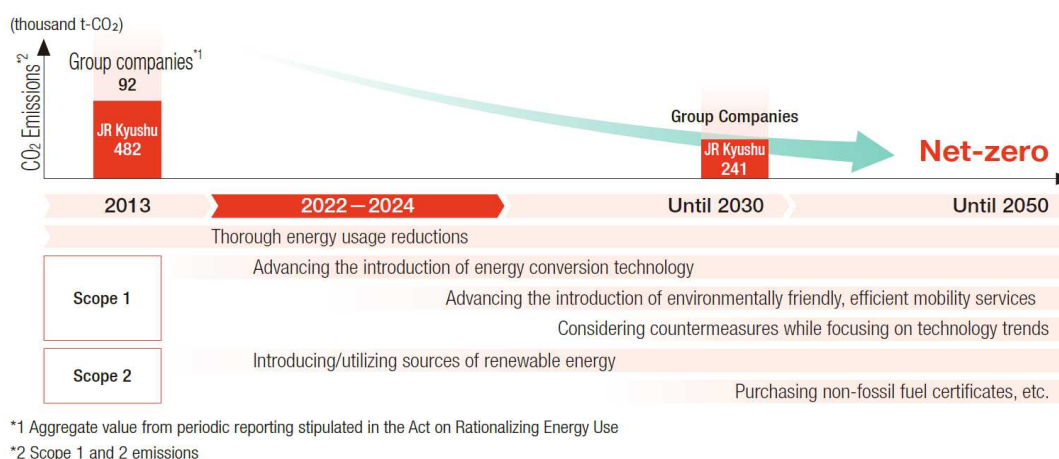 (thousand t-CO₂)
CO₂ Emissions*2
Group companies*1
92
JR Kyushu
482
Group Companies
JR Kyushu
241
Net-zero
2013
2022－2024
Until 2030
Until 2050
Thorough energy usage reductions
Scope 1
Advancing the introduction of energy conversion technology
Advancing the introduction of environmentally friendly, efficient mobility services
Considering countermeasures while focusing on technology trends
Scope 2
Introducing/utilizing sources of renewable energy
Purchasing non-fossil fuel certificates, etc.
*1 Aggregate value from periodic reporting stipulated in the Act on Rationalizing Energy Use
*2 Scope 1 and 2 emissions